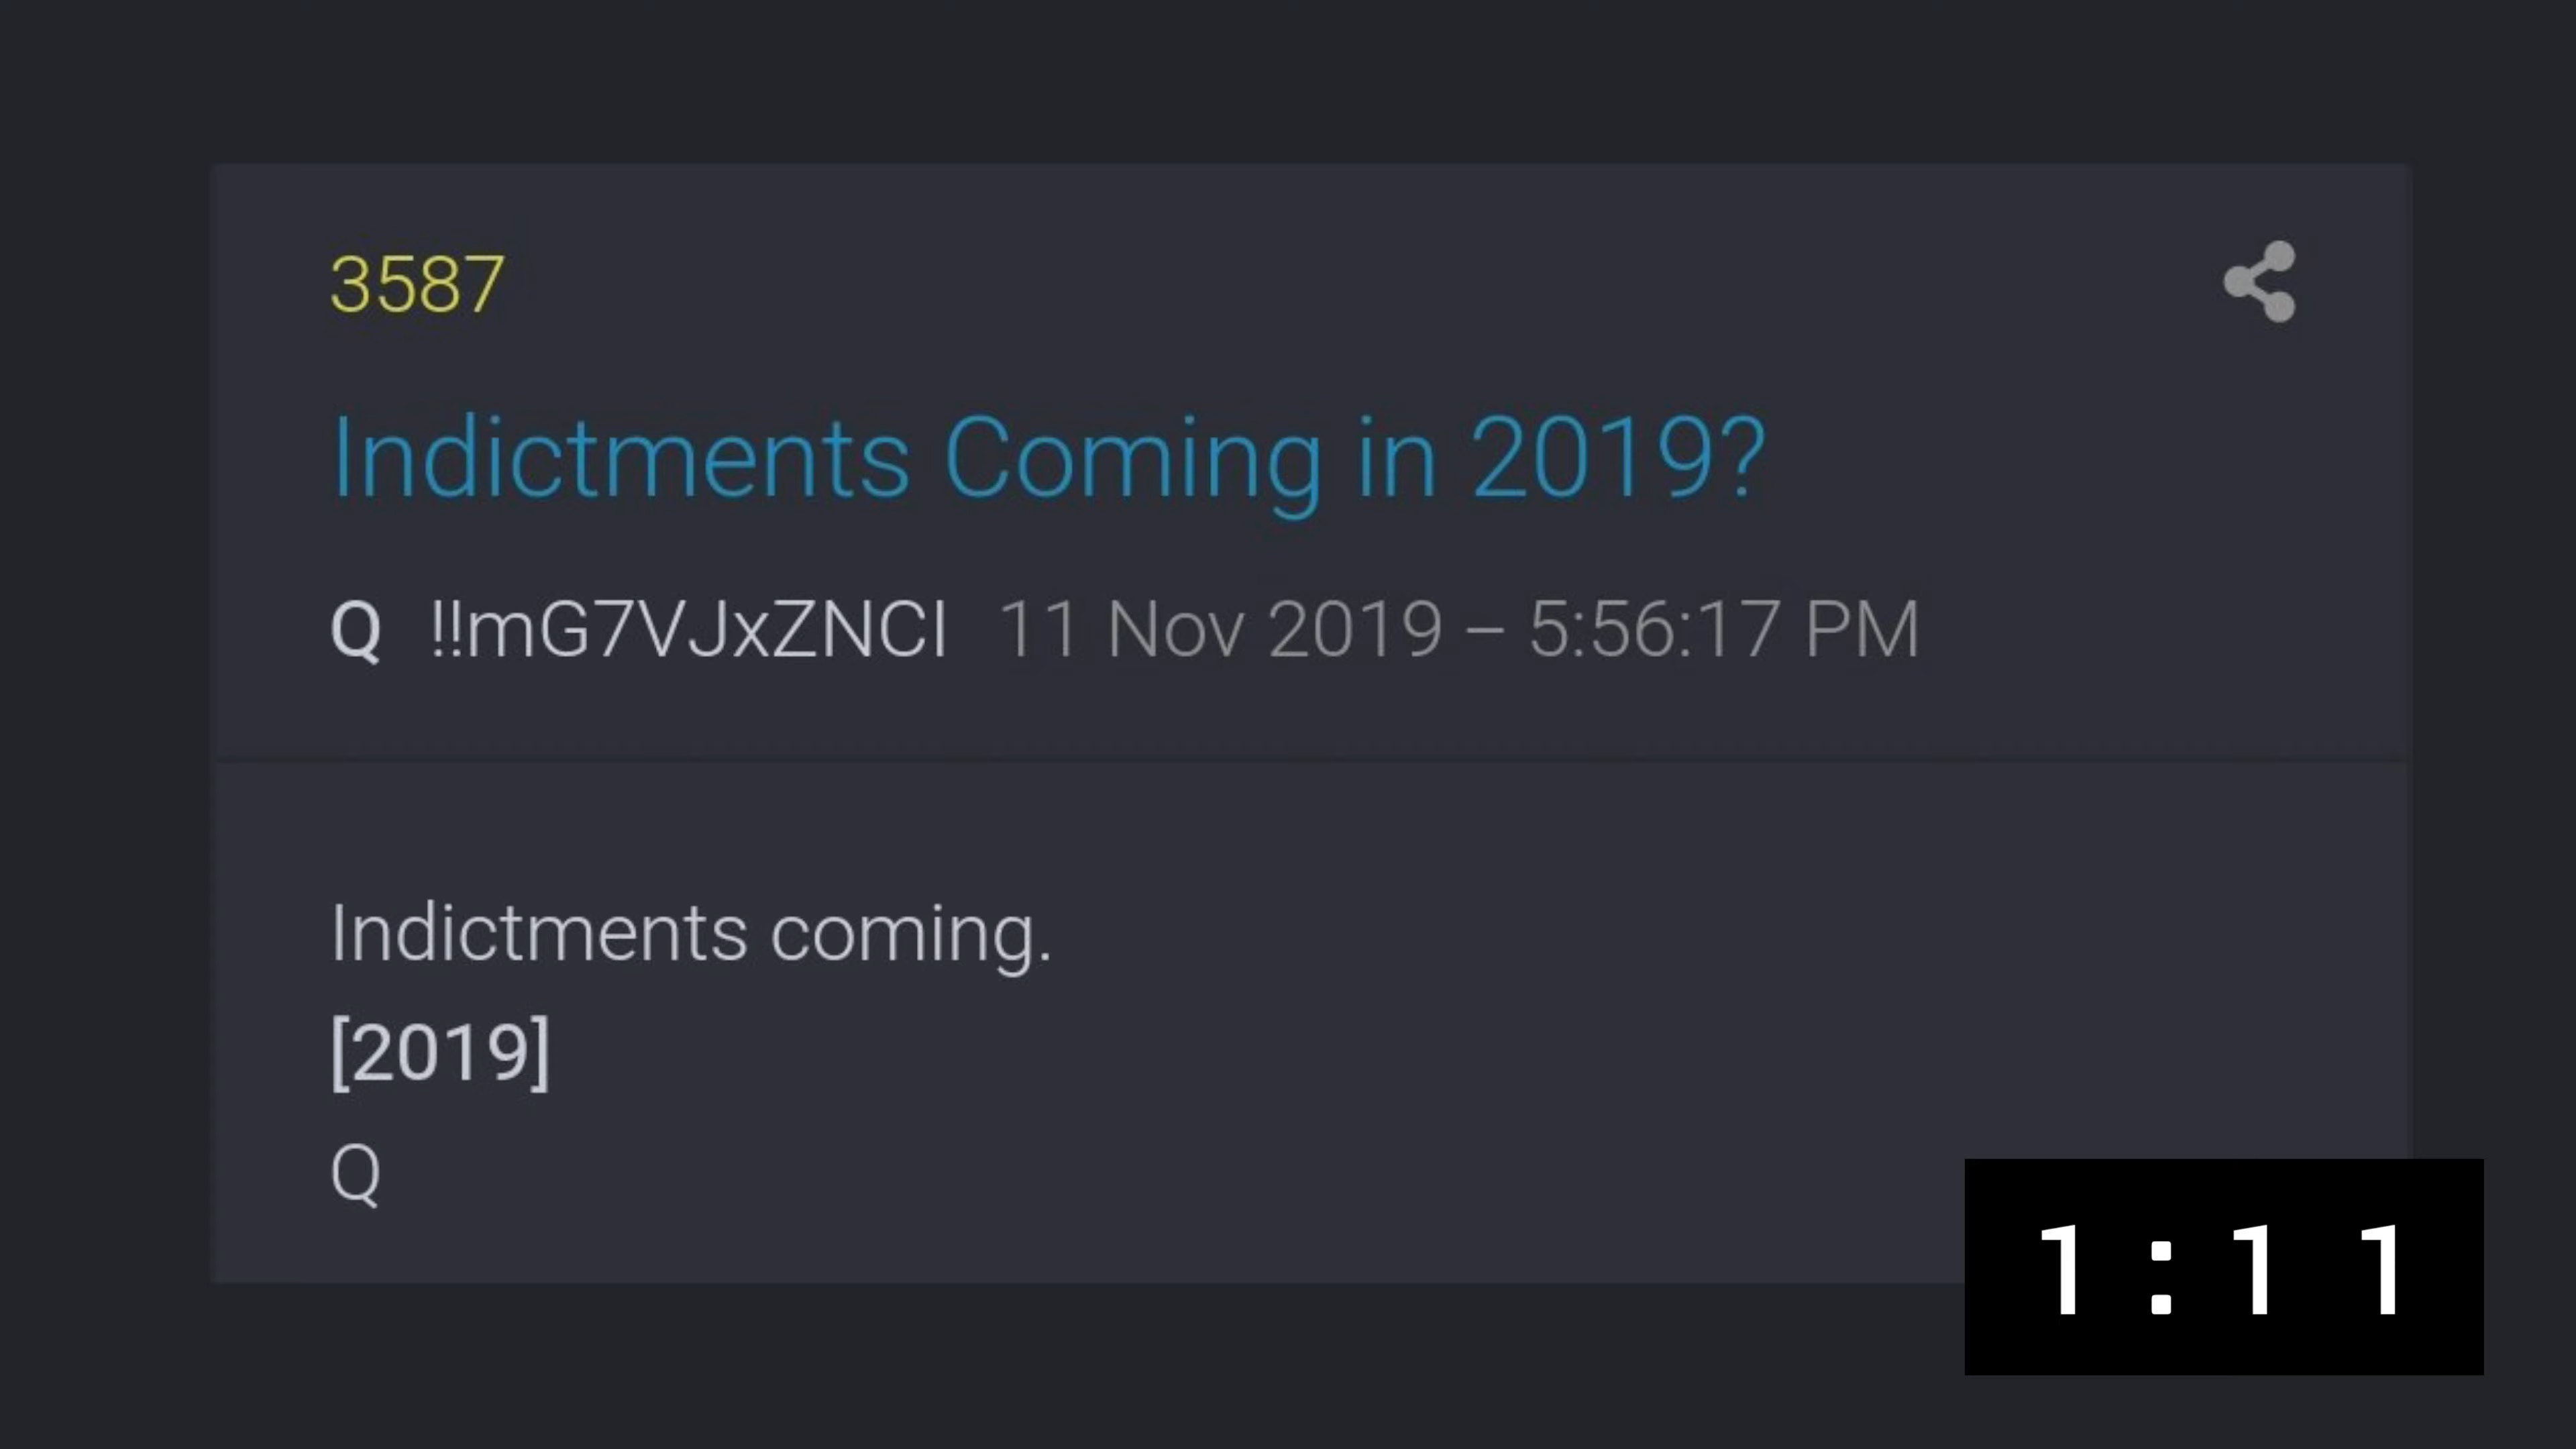 3587
Indictments Coming in 2019?
Q !!mG7VJxZNCI 11 Nov 2019 – 5:56:17 PM
Indictments coming.
[2019]
Q
1:11